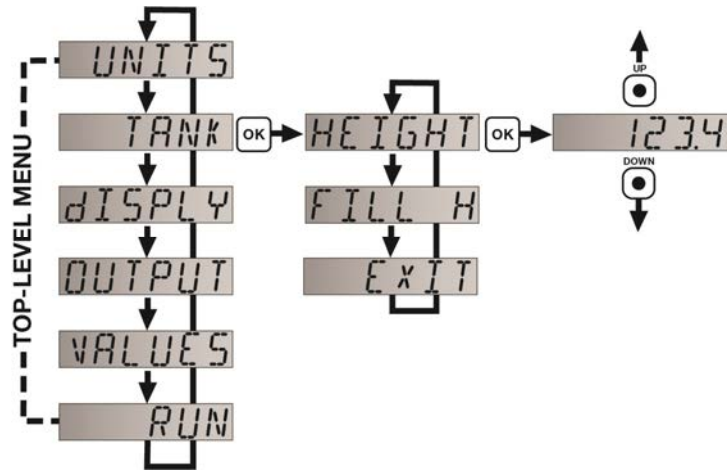 TOP-LEVEL MENU
UNITS
TANK
dISPLY
OUTPUT
VALUES
RUN
OK
HEIGHT
FILL H
ExIT
OK
UP
123.4
DOWN